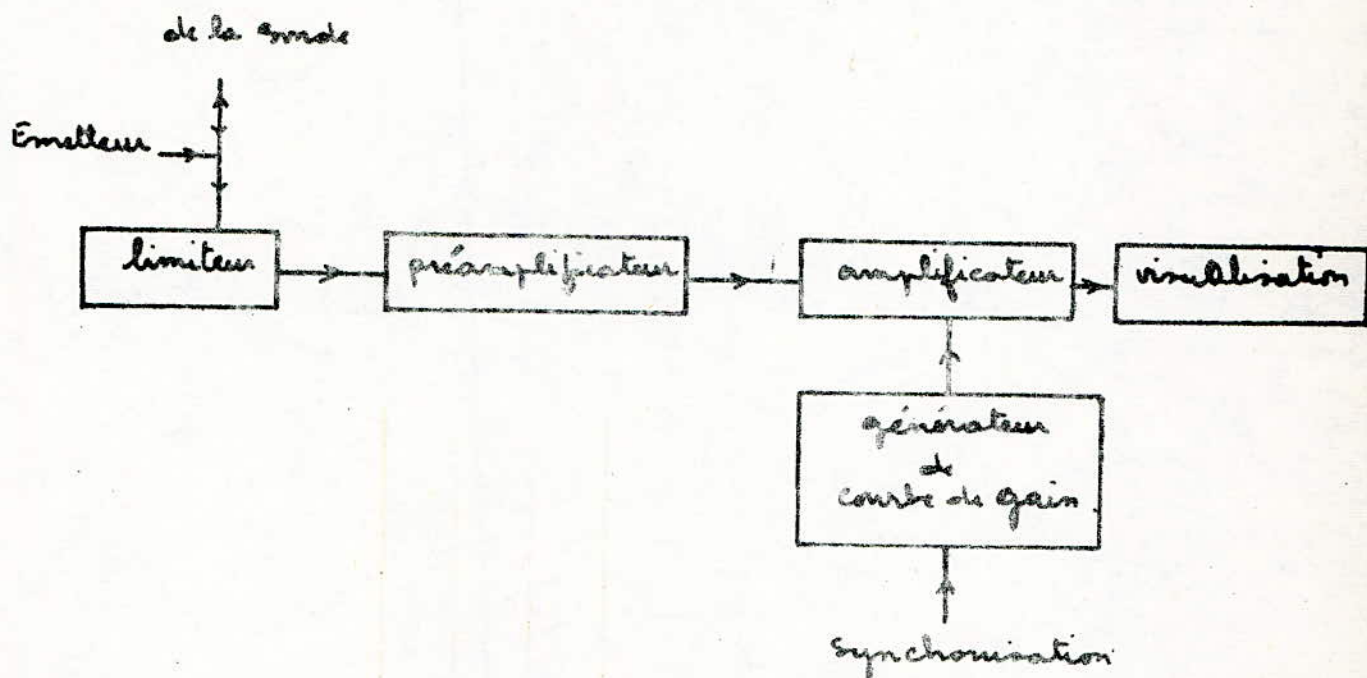 de la sonde
Emetteur
limiteur
préamplificateur
amplificateur
visualisation
générateur
de
courbe de gain
Synchronisation